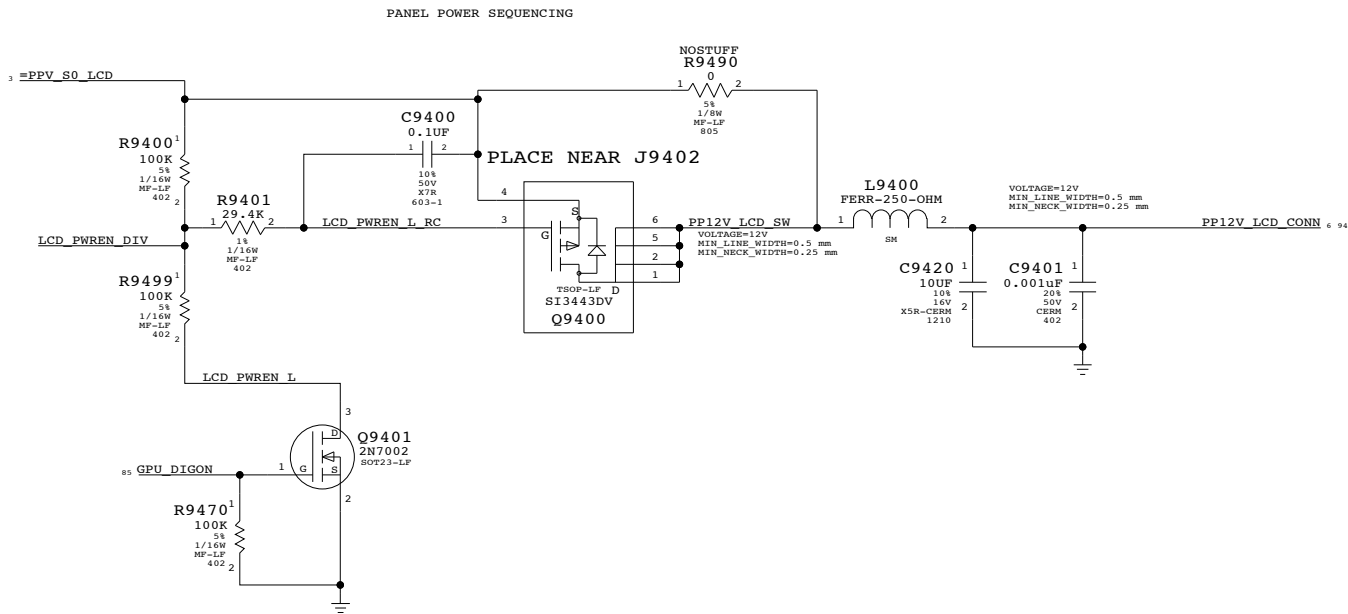 PANEL POWER SEQUENCING
NOSTUFF
R9490
0
1 2
5%
1/8W
MF-LF
805
3 =PPV_S0_LCD
C9400
0.1UF
1 2
10%
50V
X7R
603-1
PLACE NEAR J9402
R9400
1
100K
5%
1/16W
MF-LF
402
2
R9401
29.4K
1 2
1%
1/16W
MF-LF
402
LCD_PWREN_L_RC
LCD_PWREN_DIV
4
3
S
G
D
6
5
2
1
TSOP-LF
SI3443DV
Q9400
PP12V_LCD_SW
VOLTAGE=12V
MIN_LINE_WIDTH=0.5 mm
MIN_NECK_WIDTH=0.25 mm
L9400
FERR-250-OHM
1 2
SM
VOLTAGE=12V
MIN_LINE_WIDTH=0.5 mm
MIN_NECK_WIDTH=0.25 mm
PP12V_LCD_CONN 6 94
C9420
1
10UF
10%
16V
X5R-CERM
1210
2
C9401
1
0.001uF
20%
50V
CERM
402
2
R9499
1
100K
5%
1/16W
MF-LF
402
2
LCD_PWREN_L
3
D
Q9401
2N7002
SOT23-LF
1
G
S
2
85 GPU_DIGON
R9470
1
100K
5%
1/16W
MF-LF
402
2